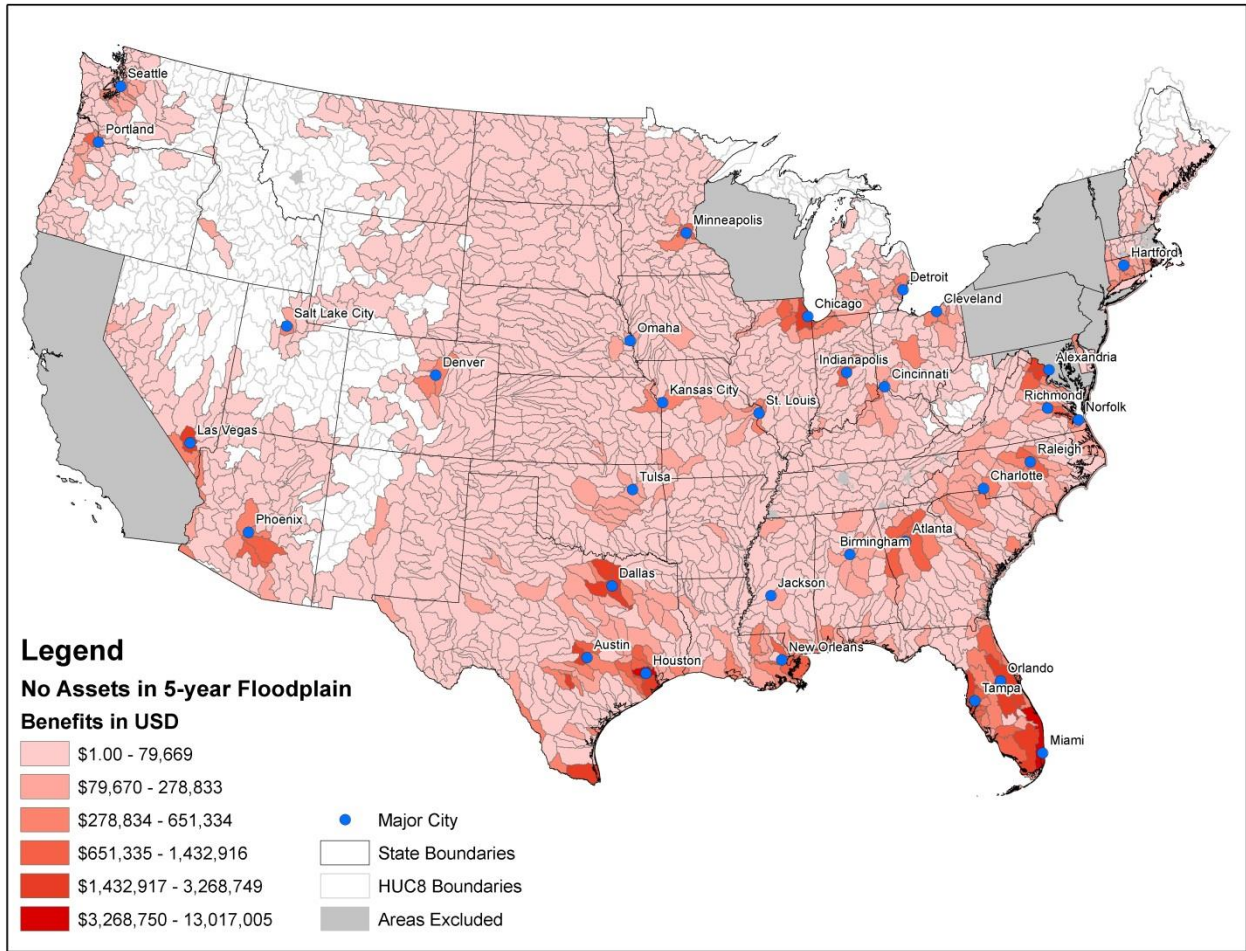 Seattle
Portland
Minneapolis
Hartford
Detroit
Chicago
Cleveland
Salt Lake City
Omaha
Alexandria
Denver
Indianapolis
Cincinnati
Kansas City
St. Louis
Richmond
Norfolk
Las Vegas
Raleigh
Tulsa
Charlotte
Phoenix
Atlanta
Birmingham
Dallas
Jackson
Austin
Houston
New Orleans
Orlando
Tampa
Miami
Legend
No Assets in 5-year Floodplain
Benefits in USD
$1.00 - 79,669
$79,670 - 278,833
$278,834 - 651,334
$651,335 - 1,432,916
$1,432,917 - 3,268,749
$3,268,750 - 13,017,005
Major City
State Boundaries
HUC8 Boundaries
Areas Excluded